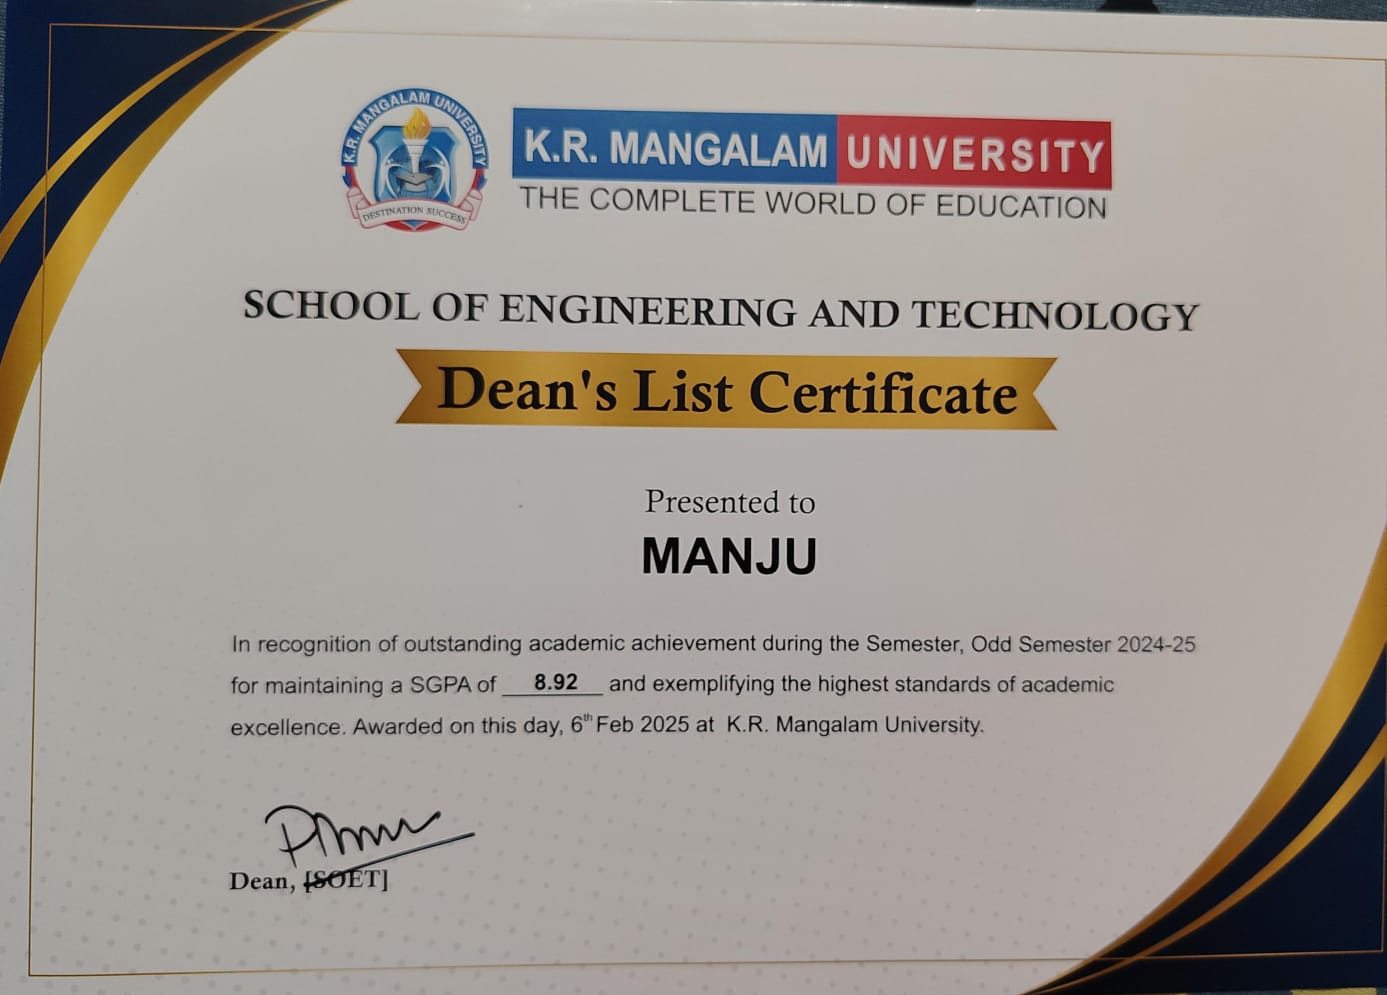 K.R. MANGALAM UNIVERSITY
DESTINATION SUCCESS
K.R. MANGALAM UNIVERSITY
THE COMPLETE WORLD OF EDUCATION
SCHOOL OF ENGINEERING AND TECHNOLOGY
Dean's List Certificate
Presented to
MANJU
In recognition of outstanding academic achievement during the Semester, Odd Semester 2024-25
for maintaining a SGPA of 8.92 and exemplifying the highest standards of academic
excellence. Awarded on this day, 6th Feb 2025 at K.R. Mangalam University.
Dean, [SOET]